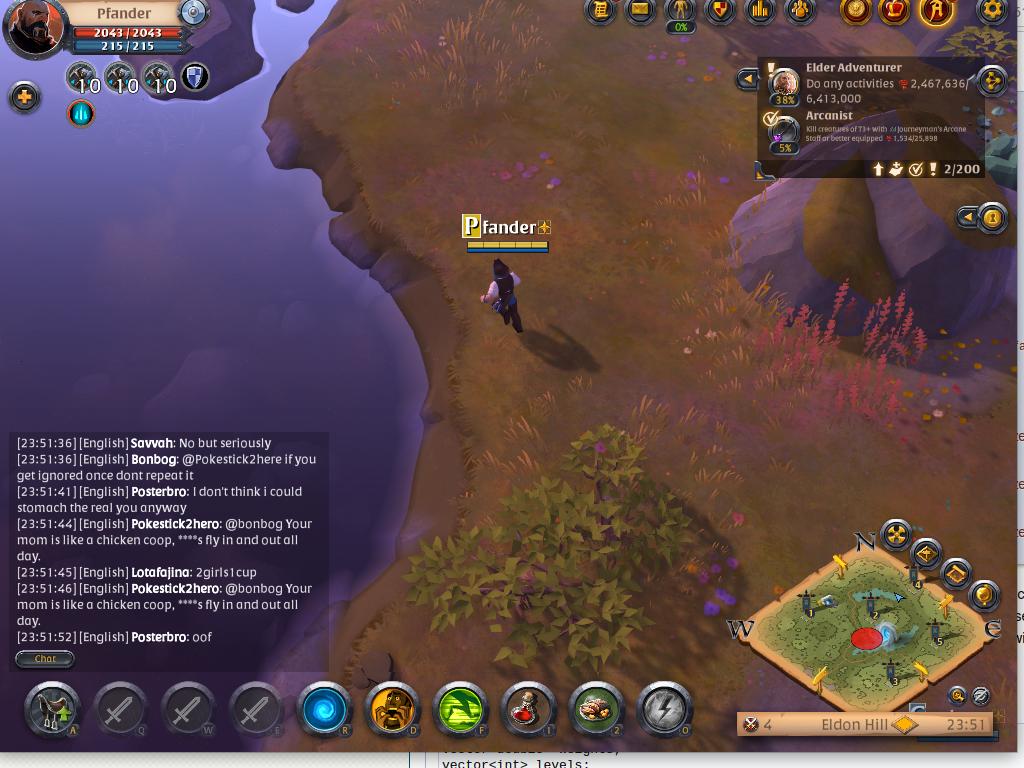 Pfander
2043 / 2043
215 / 215
10 10 10
0%
Elder Adventurer
Do any activities 2,467,636/
6,413,000
38%
Arcanist
Kill creatures of T3+ with Journeyman's Arcane
Staff or better equipped 1,534/25,898
5%
2/200
Pfander
[23:51:36] [English] Savvah: No but seriously
[23:51:36] [English] Bonbog: @Pokestick2here if you
get ignored once dont repeat it
[23:51:41] [English] Posterbro: I don't think i could
stomach the real you anyway
[23:51:44] [English] Pokestick2hero: @bonbog Your
mom is like a chicken coop, ****s fly in and out all
day.
[23:51:45] [English] Lotafajina: 2girls1cup
[23:51:46] [English] Pokestick2hero: @bonbog Your
mom is like a chicken coop, ****s fly in and out all
day.
[23:51:52] [English] Posterbro: oof
Chat
N
W
E
1
2
3
4
5
A Q W E R D F 1 2 O
4 Eldon Hill 23:51
vector<int> levels;